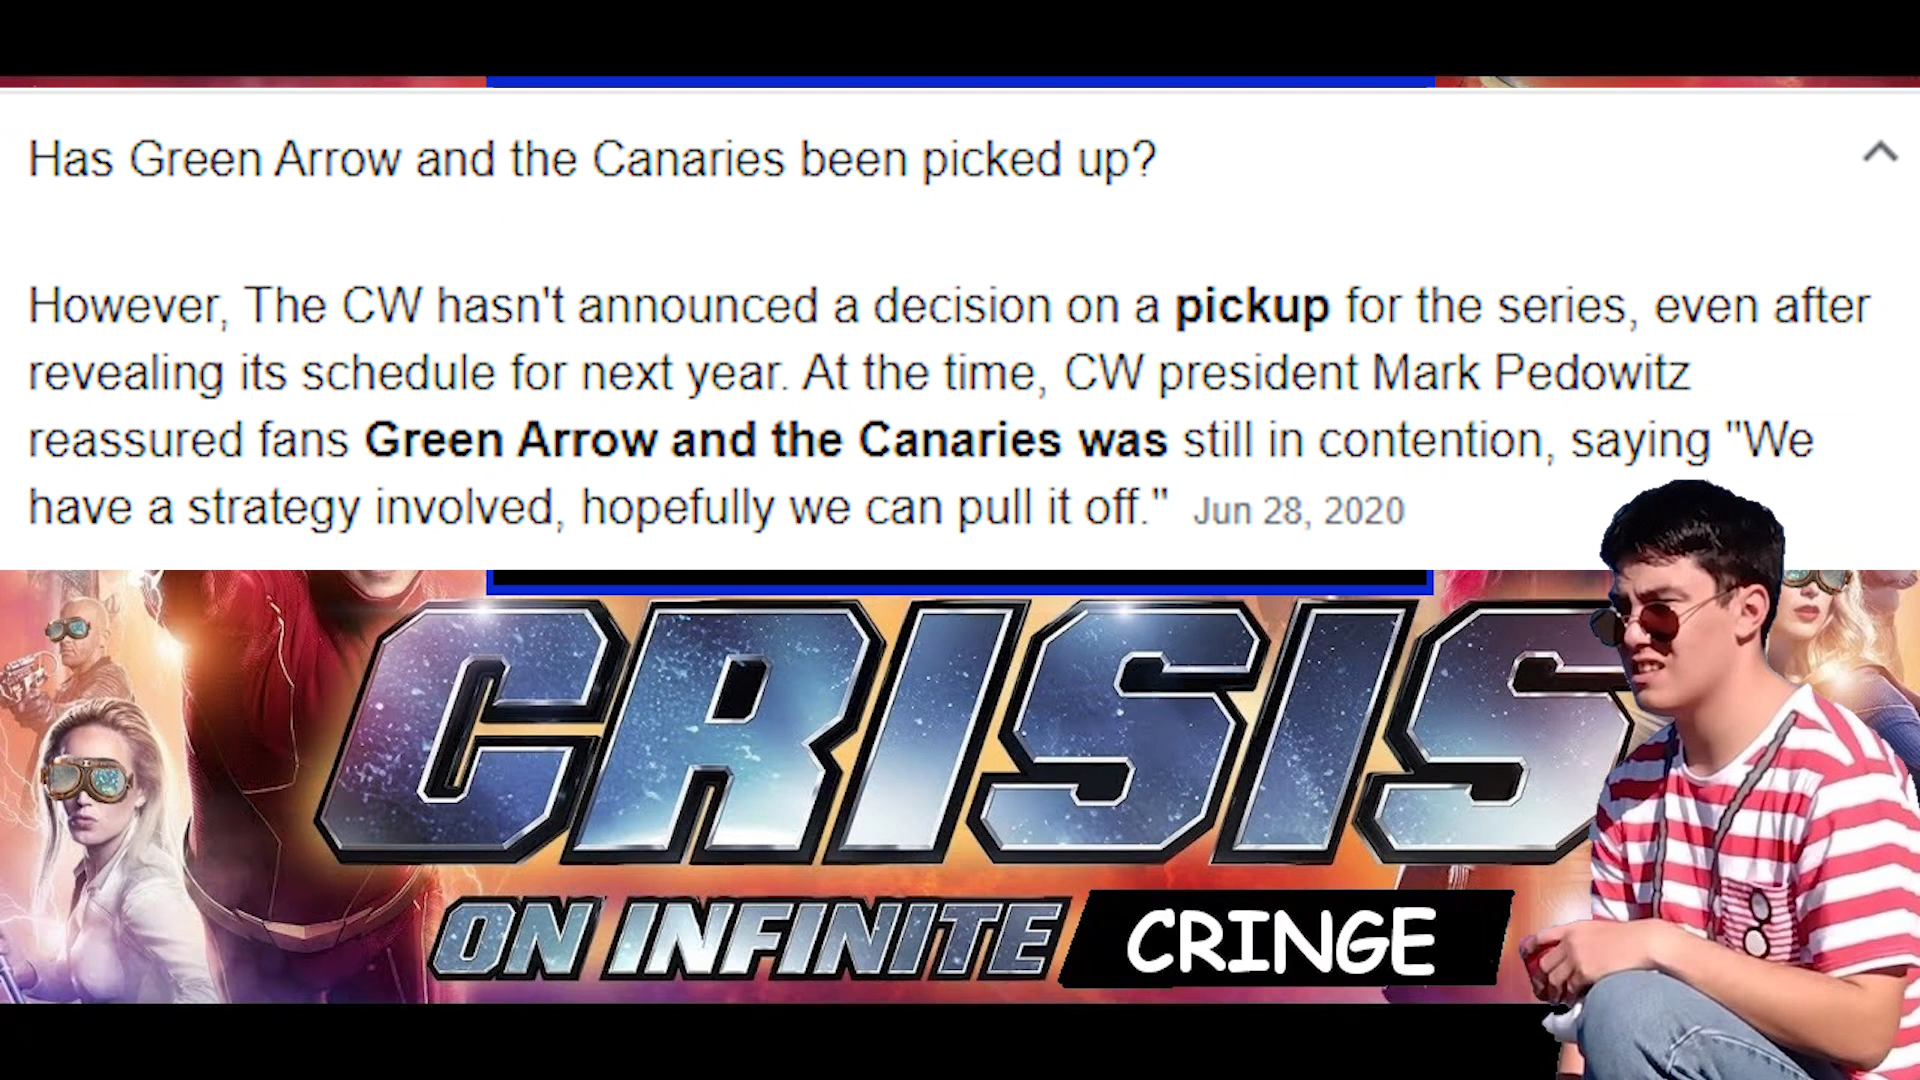 Has Green Arrow and the Canaries been picked up?
However, The CW hasn't announced a decision on a pickup for the series, even after
revealing its schedule for next year. At the time, CW president Mark Pedowitz
reassured fans Green Arrow and the Canaries was still in contention, saying "We
have a strategy involved, hopefully we can pull it off." Jun 28, 2020
CRISIS
ON INFINITE CRINGE